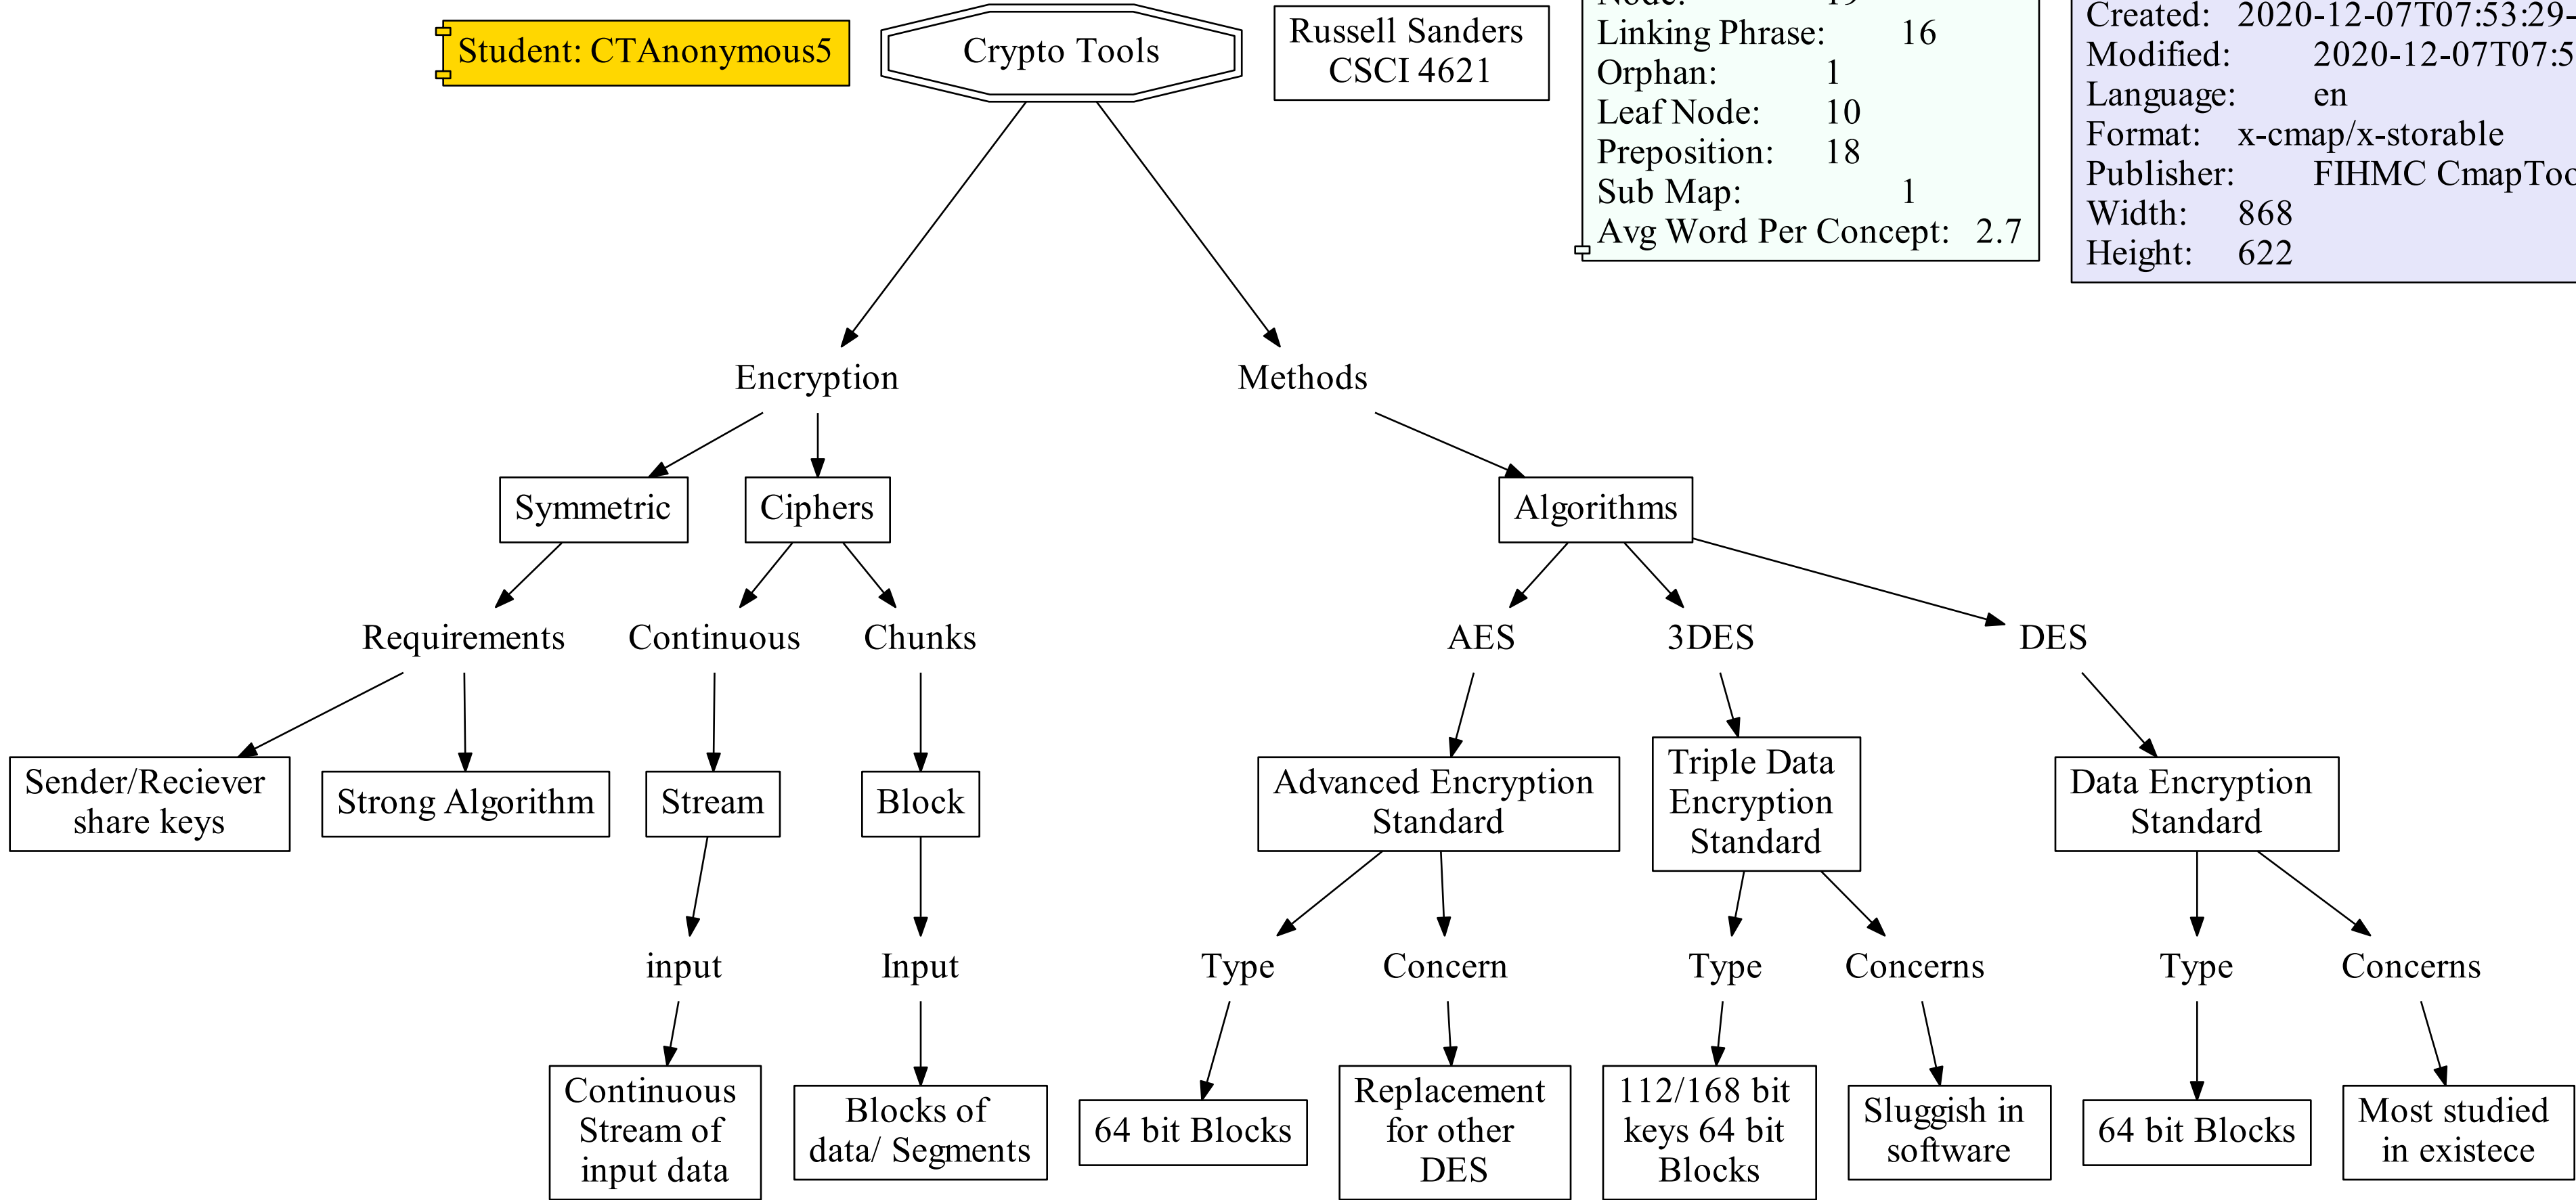 Student: CTAnonymous5
Crypto Tools
Russell Sanders
CSCI 4621
Node: 19
Linking Phrase: 16
Orphan: 1
Leaf Node: 10
Preposition: 18
Sub Map: 1
Avg Word Per Concept: 2.7
Created: 2020-12-07T07:53:29-
Modified: 2020-12-07T07:5
Language: en
Format: x-cmap/x-storable
Publisher: FIHMC CmapToo
Width: 868
Height: 622
Encryption
Methods
Symmetric
Ciphers
Algorithms
Requirements
Continuous
Chunks
AES
3DES
DES
Sender/Reciever
share keys
Strong Algorithm
Stream
Block
Advanced Encryption
Standard
Triple Data
Encryption
Standard
Data Encryption
Standard
input
Input
Type
Concern
Type
Concerns
Type
Concerns
Continuous
Stream of
input data
Blocks of
data/ Segments
64 bit Blocks
Replacement
for other
DES
112/168 bit
keys 64 bit
Blocks
Sluggish in
software
64 bit Blocks
Most studied
in existece